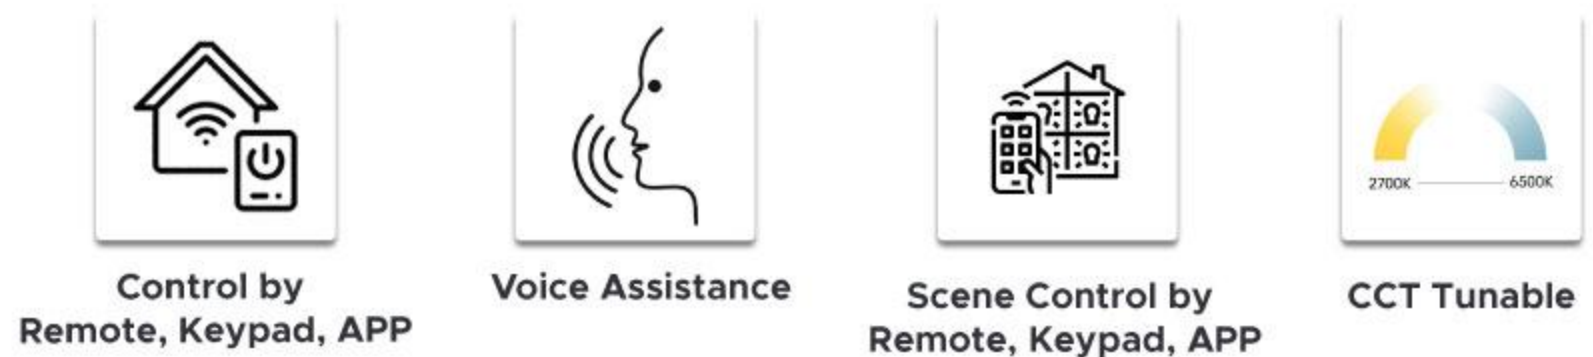 Control by
Remote, Keypad, APP
Voice Assistance
Scene Control by
Remote, Keypad, APP
2700K
6500K
CCT Tunable